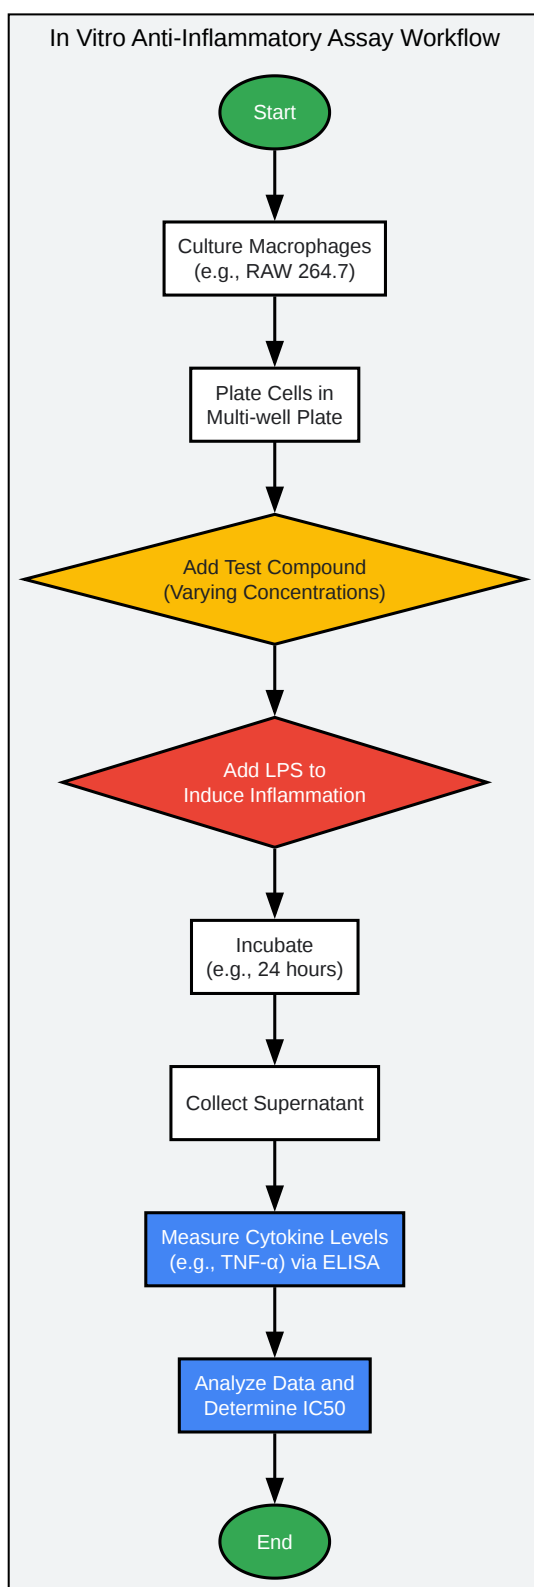 In Vitro Anti-Inflammatory Assay Workflow
Start
Culture Macrophages
(e.g., RAW 264.7)
Plate Cells in
Multi-well Plate
Add Test Compound
(Varying Concentrations)
Add LPS to
Induce Inflammation
Incubate
(e.g., 24 hours)
Collect Supernatant
Measure Cytokine Levels
(e.g., TNF-α) via ELISA
Analyze Data and
Determine IC50
End